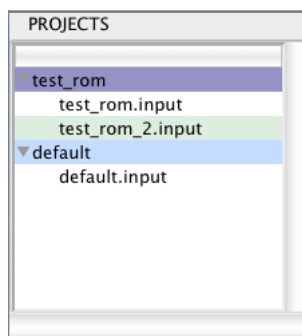 PROJECTS
test_rom
test_rom.input
test_rom_2.input
default
default.input